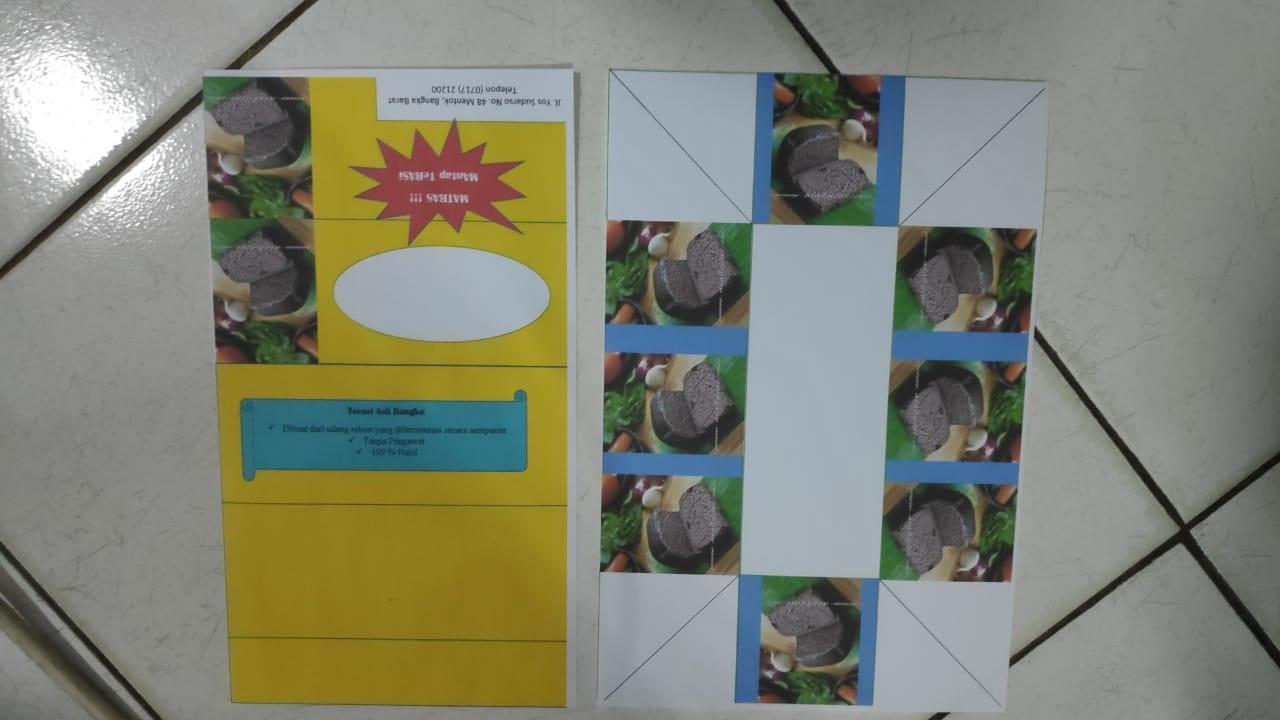 Jl. Yos Sudarso No. 48 Mentok, Bangka Barat
Telepon (0717) 21200
MATRAS !!!
MAntap TeRASi
Terasi Asli Bangka
✓ Dibuat dari udang rebon yang difermentasi secara sempurna
✓ Tanpa Pengawet
✓ 100 % Halal